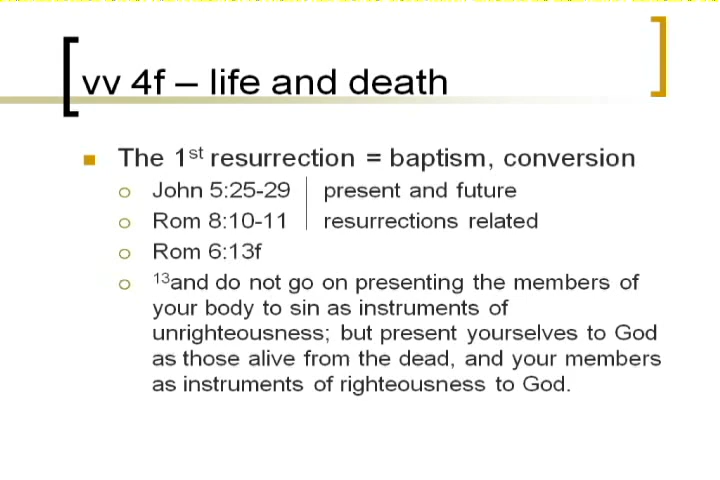 vv 4f – life and death
The 1st resurrection = baptism, conversion
John 5:25-29 present and future
Rom 8:10-11 resurrections related
Rom 6:13f
13and do not go on presenting the members of
your body to sin as instruments of
unrighteousness; but present yourselves to God
as those alive from the dead, and your members
as instruments of righteousness to God.